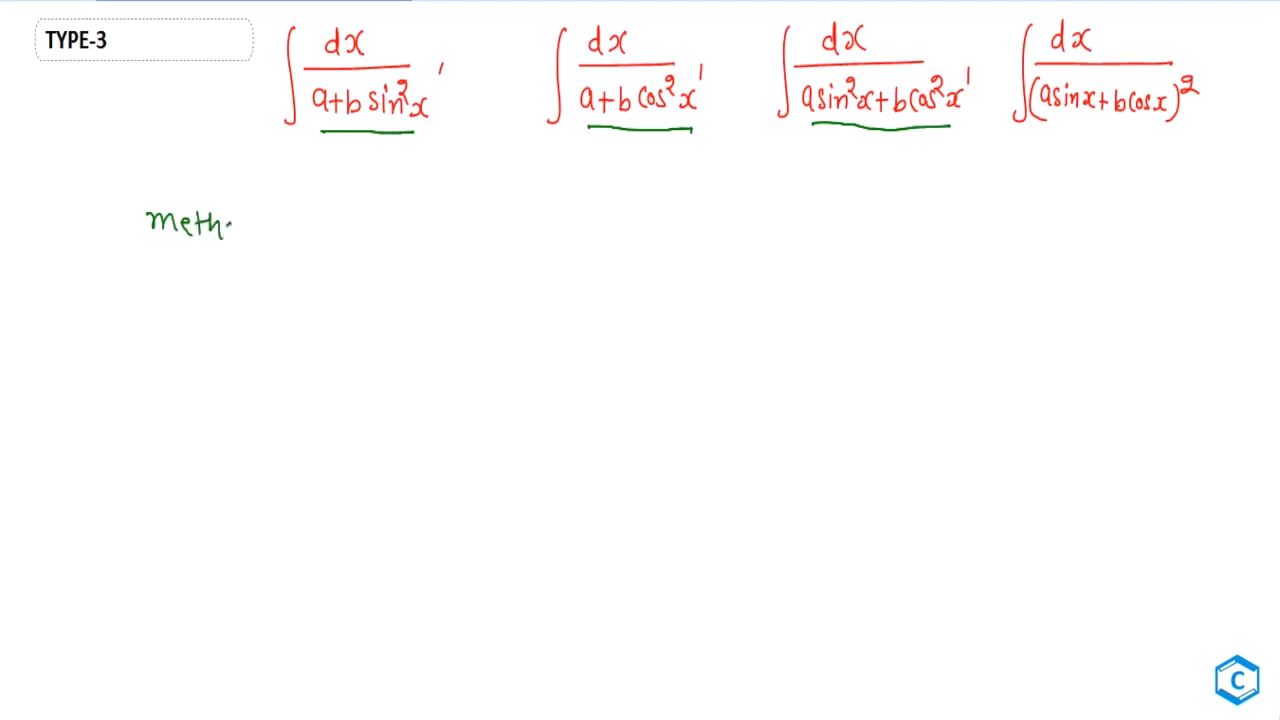 TYPE-3
∫ dx / (a+b sin²x) ,
∫ dx / (a+b cos²x) ,
∫ dx / (a sin²x + b cos²x) ,
∫ dx / (a sin x + b cos x)²
meth
C